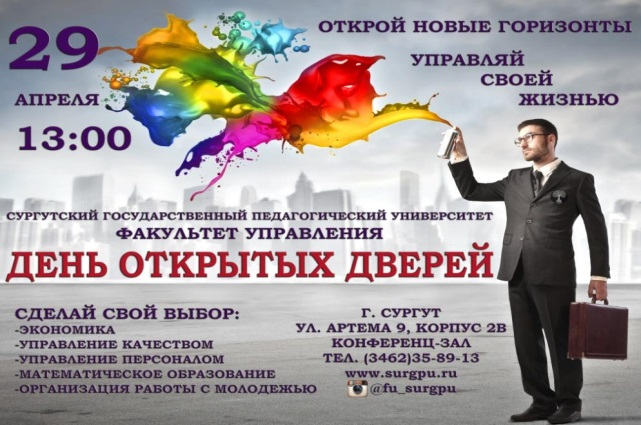 29
АПРЕЛЯ
13:00
ОТКРОЙ НОВЫЕ ГОРИЗОНТЫ
УПРАВЛЯЙ
СВОЕЙ
ЖИЗНЬЮ
СУРГУТСКИЙ ГОСУДАРСТВЕННЫЙ ПЕДАГОГИЧЕСКИЙ УНИВЕРСИТЕТ
ФАКУЛЬТЕТ УПРАВЛЕНИЯ
ДЕНЬ ОТКРЫТЫХ ДВЕРЕЙ
СДЕЛАЙ СВОЙ ВЫБОР:
-ЭКОНОМИКА
-УПРАВЛЕНИЕ КАЧЕСТВОМ
-УПРАВЛЕНИЕ ПЕРСОНАЛОМ
-МАТЕМАТИЧЕСКОЕ ОБРАЗОВАНИЕ
-ОРГАНИЗАЦИЯ РАБОТЫ С МОЛОДЕЖЬЮ
Г. СУРГУТ
УЛ. АРТЕМА 9, КОРПУС 2В
КОНФЕРЕНЦ-ЗАЛ
ТЕЛ. (3462)35-89-13
www.surgpu.ru
@fu_surgpu